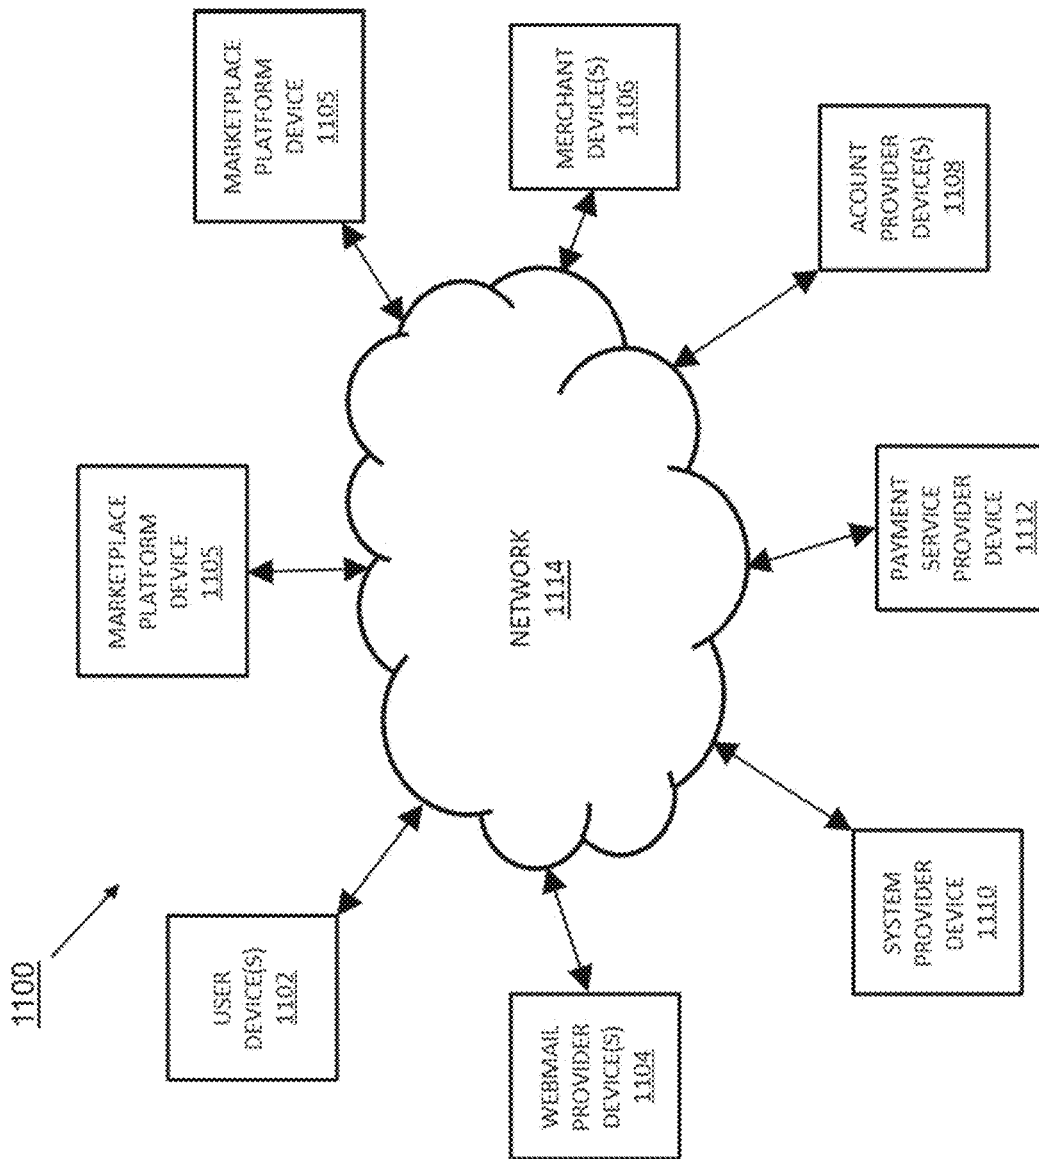 1100
MARKETPLACE
PLATFORM
DEVICE
1105
USER
DEVICE(S)
1102
MARKETPLACE
PLATFORM
DEVICE
1105
WEBMAIL
PROVIDER
DEVICE(S)
1104
NETWORK
1114
MERCHANT
DEVICE(S)
1106
SYSTEM
PROVIDER
DEVICE
1110
PAYMENT
SERVICE
PROVIDER
DEVICE
1112
ACOUNT
PROVIDER
DEVICE(S)
1108